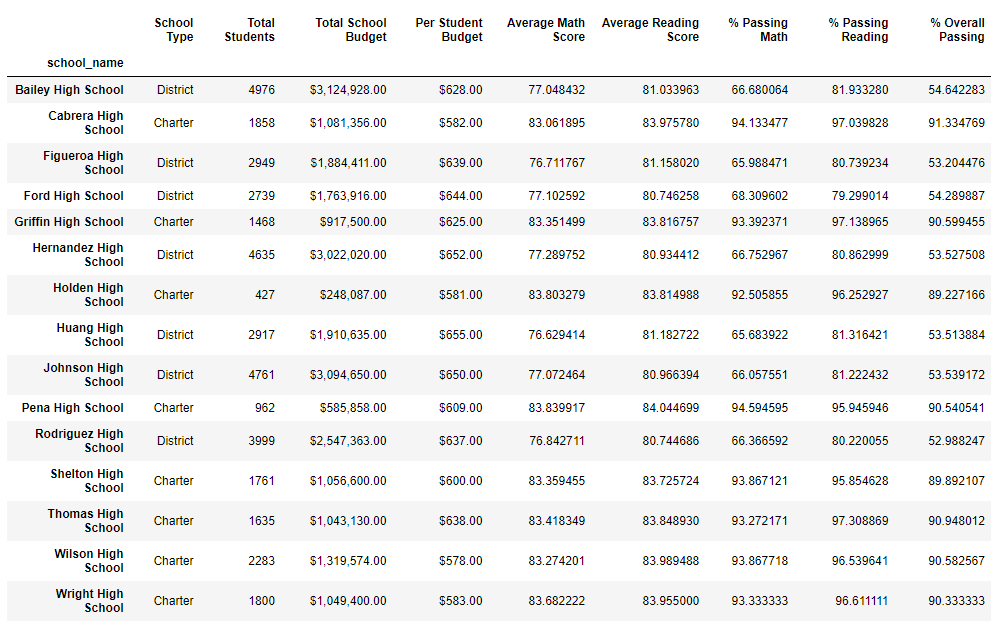 School Type Total Students Total School Budget Per Student Budget Average Math Score Average Reading Score % Passing Math % Passing Reading % Overall Passing
school_name
Bailey High School District 4976 $3,124,928.00 $628.00 77.048432 81.033963 66.680064 81.933280 54.642283
Cabrera High School Charter 1858 $1,081,356.00 $582.00 83.061895 83.975780 94.133477 97.039828 91.334769
Figueroa High School District 2949 $1,884,411.00 $639.00 76.711767 81.158020 65.988471 80.739234 53.204476
Ford High School District 2739 $1,763,916.00 $644.00 77.102592 80.746258 68.309602 79.299014 54.289887
Griffin High School Charter 1468 $917,500.00 $625.00 83.351499 83.816757 93.392371 97.138965 90.599455
Hernandez High School District 4635 $3,022,020.00 $652.00 77.289752 80.934412 66.752967 80.862999 53.527508
Holden High School Charter 427 $248,087.00 $581.00 83.803279 83.814988 92.505855 96.252927 89.227166
Huang High School District 2917 $1,910,635.00 $655.00 76.629414 81.182722 65.683922 81.316421 53.513884
Johnson High School District 4761 $3,094,650.00 $650.00 77.072464 80.966394 66.057551 81.222432 53.539172
Pena High School Charter 962 $585,858.00 $609.00 83.839917 84.044699 94.594595 95.945946 90.540541
Rodriguez High School District 3999 $2,547,363.00 $637.00 76.842711 80.744686 66.366592 80.220055 52.988247
Shelton High School Charter 1761 $1,056,600.00 $600.00 83.359455 83.725724 93.867121 95.854628 89.892107
Thomas High School Charter 1635 $1,043,130.00 $638.00 83.418349 83.848930 93.272171 97.308869 90.948012
Wilson High School Charter 2283 $1,319,574.00 $578.00 83.274201 83.989488 93.867718 96.539641 90.582567
Wright High School Charter 1800 $1,049,400.00 $583.00 83.682222 83.955000 93.333333 96.611111 90.333333